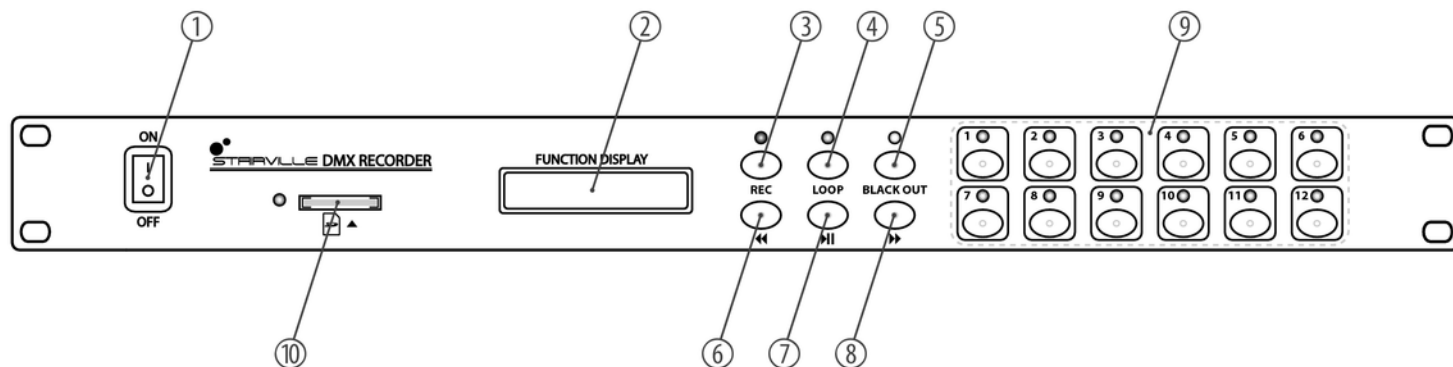 ① ② ③ ④ ⑤ ⑨
ON
OFF
STAIRVILLE DMX RECORDER
FUNCTION DISPLAY
REC LOOP BLACK OUT
1 2 3 4 5 6
7 8 9 10 11 12
⑩ ⑥ ⑦ ⑧